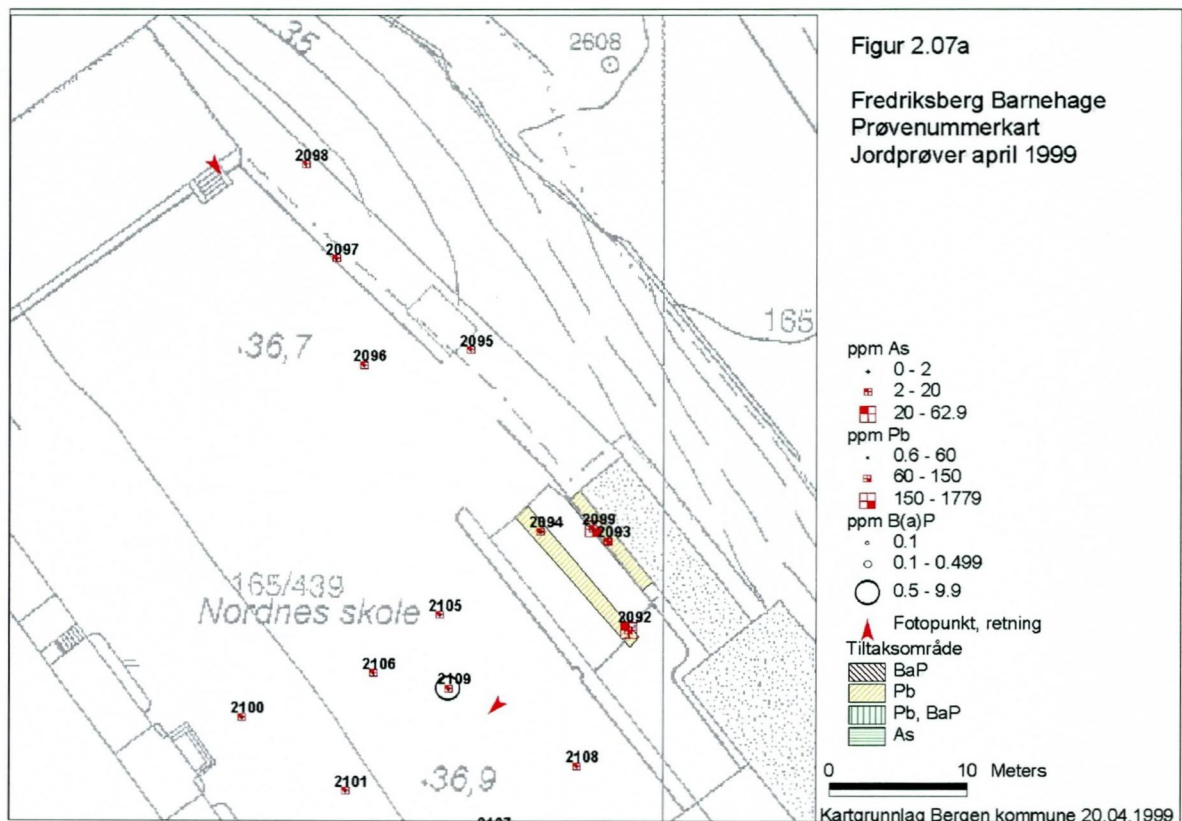 Figur 2.07a
Fredriksberg Barnehage
Prøvenummerkart
Jordprøver april 1999
35
2608
2098
2097
165
2095
36,7
2096
2094
2099
2093
165/439
Nordnes skole
2105
2092
2106
2109
2100
2108
36,9
2101
2107
ppm As
0 - 2
2 - 20
20 - 62.9
ppm Pb
0.6 - 60
60 - 150
150 - 1779
ppm B(a)P
0.1
0.1 - 0.499
0.5 - 9.9
Fotopunkt, retning
Tiltaksområde
BaP
Pb
Pb, BaP
As
0 10 Meters
Kartgrunnlag Bergen kommune 20.04.1999